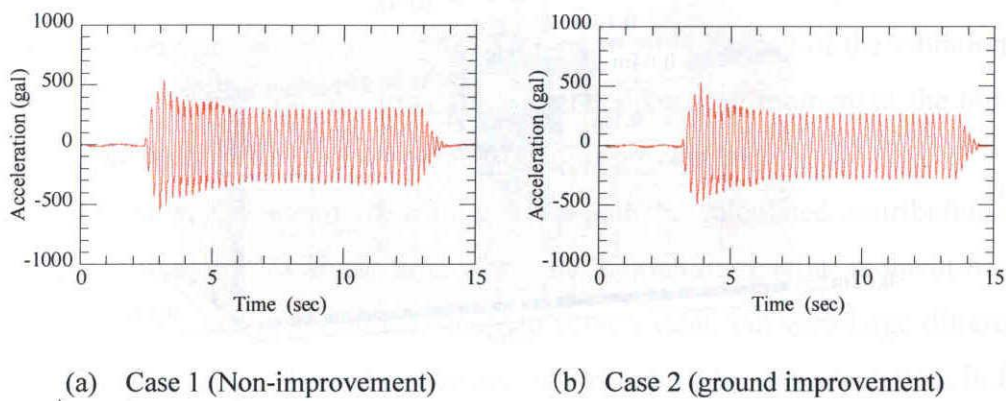 1000
500
0
-500
-1000
Acceleration (gal)
0 5 10 15
Time (sec)
(a) Case 1 (Non-improvement)
1000
500
0
-500
-1000
Acceleration (gal)
0 5 10 15
Time (sec)
(b) Case 2 (ground improvement)